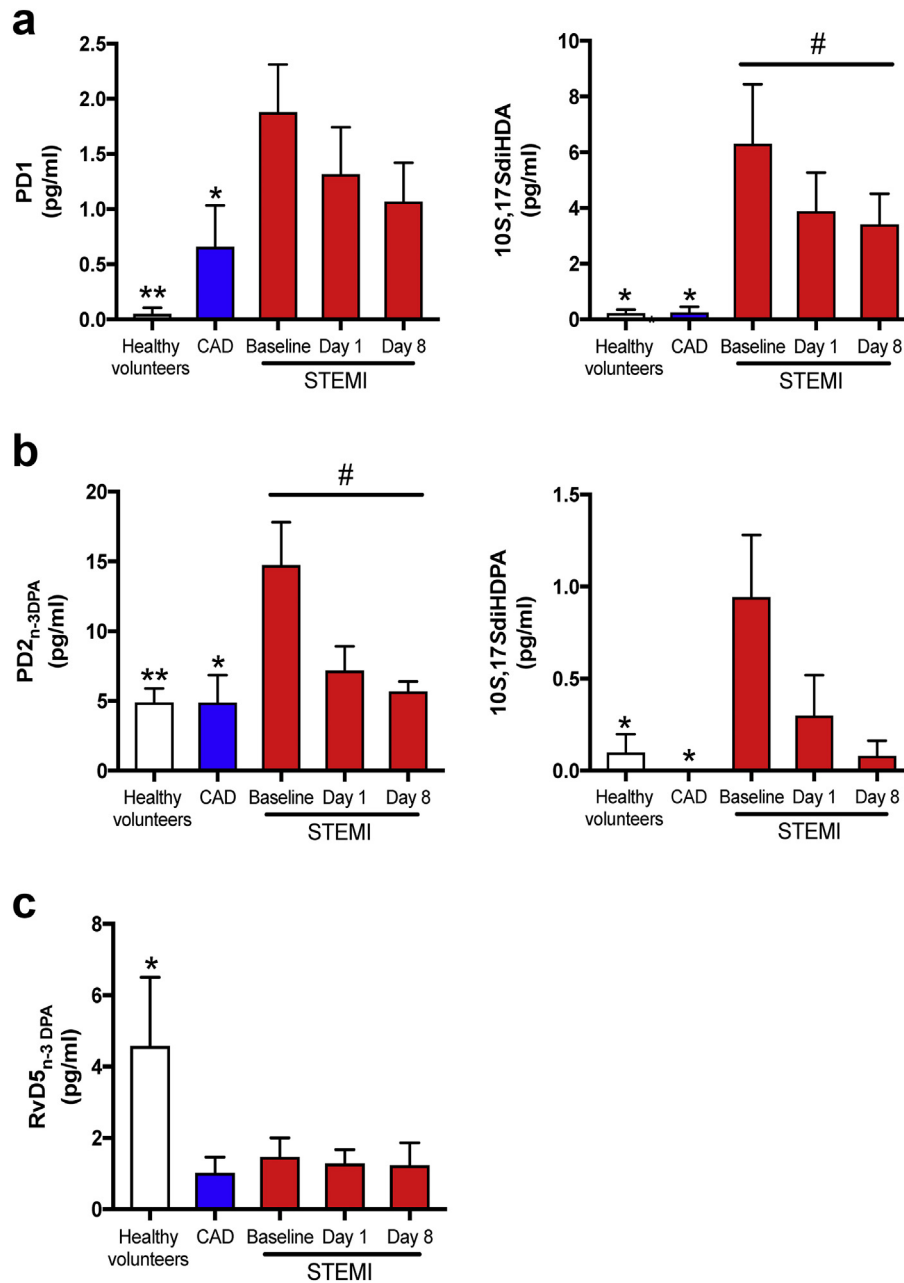 a
PD1
(pg/ml)
2.5
2.0
1.5
1.0
0.5
0.0
**
*
Healthy
volunteers
CAD
Baseline
Day 1
Day 8
STEMI
10S,17SdiHDA
(pg/ml)
10
8
6
4
2
0
#
*
*
*
Healthy
volunteers
CAD
Baseline
Day 1
Day 8
STEMI
b
PD2n-3DPA
(pg/ml)
20
15
10
5
0
#
**
*
Healthy
volunteers
CAD
Baseline
Day 1
Day 8
STEMI
10S,17SdiHDPA
(pg/ml)
1.5
1.0
0.5
0.0
*
*
Healthy
volunteers
CAD
Baseline
Day 1
Day 8
STEMI
c
RvD5n-3 DPA
(pg/ml)
8
6
4
2
0
*
Healthy
volunteers
CAD
Baseline
Day 1
Day 8
STEMI